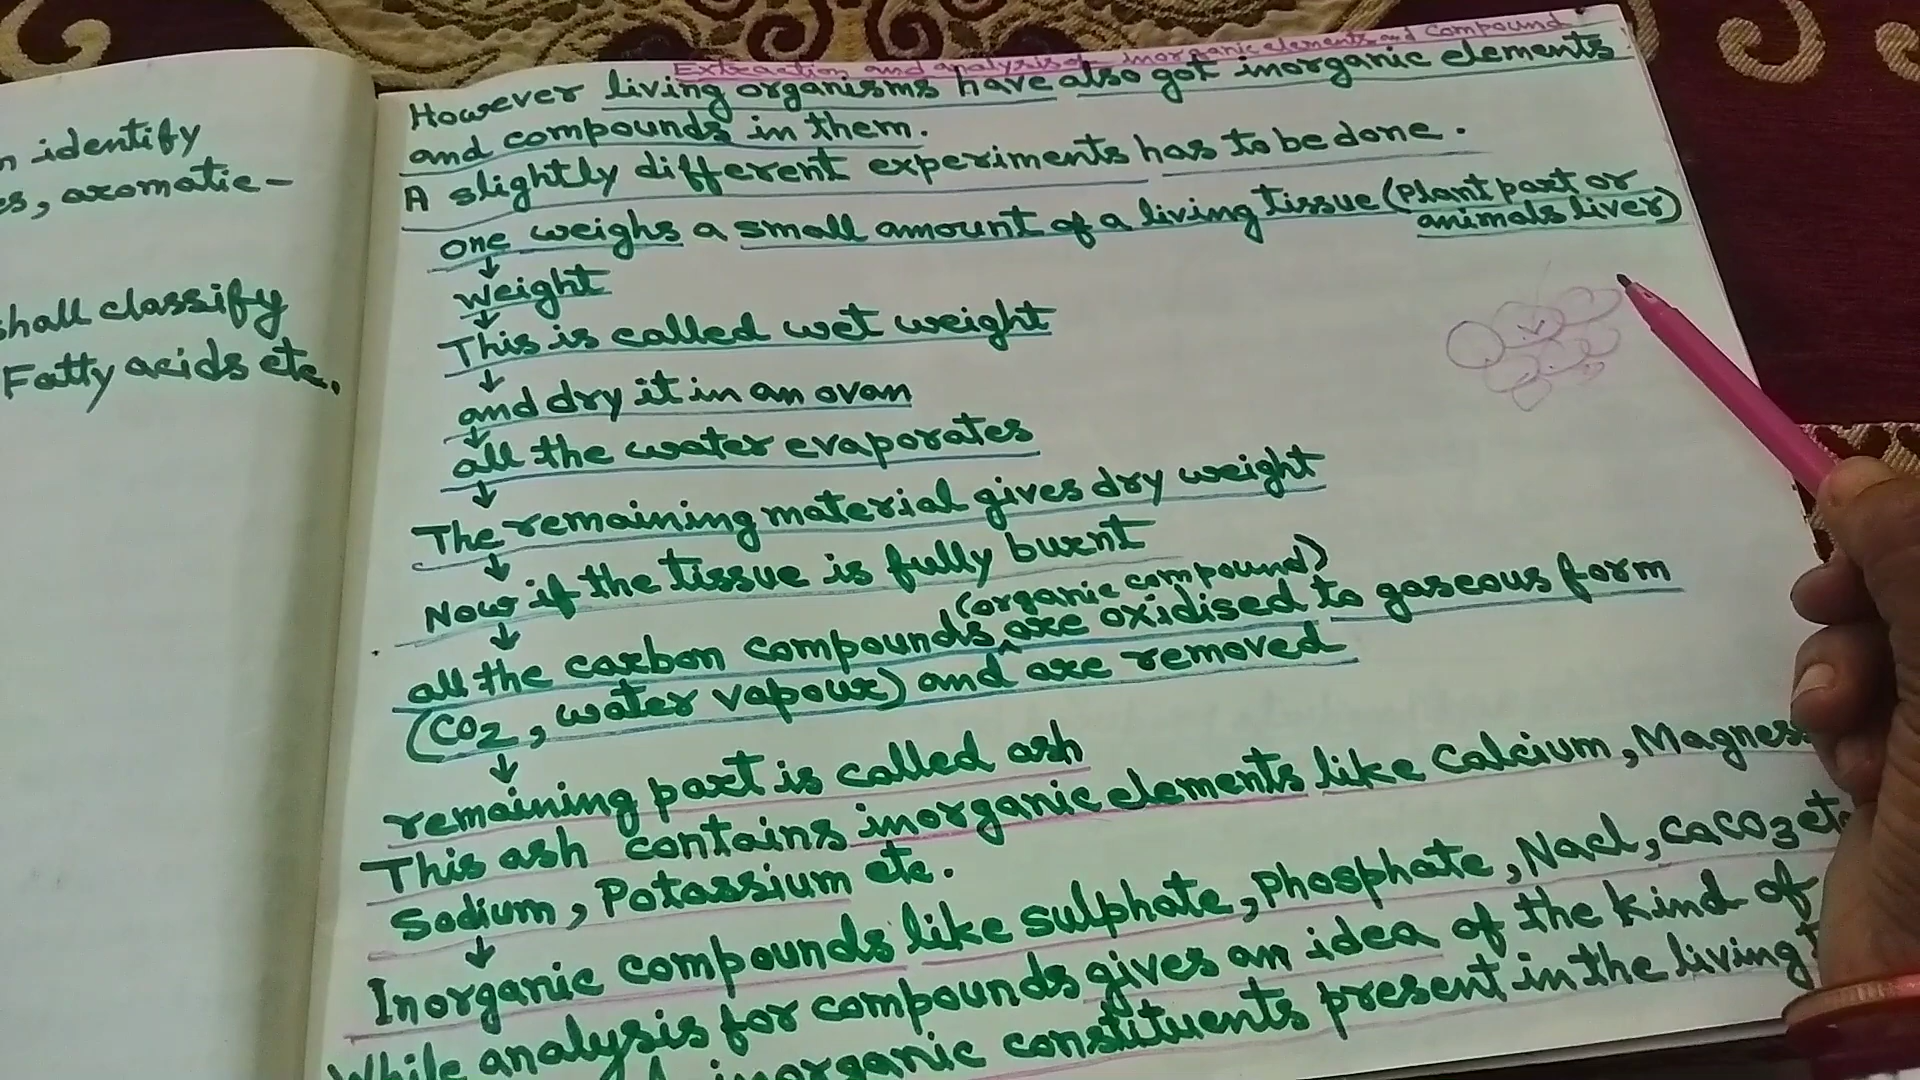 n identify
es, aromatic-
shall classify
Fatty acids etc.
Extraction and analysis of inorganic elements and compound
However living organisms have also got inorganic elements
and compounds in them.
A slightly different experiments has to be done.
one weighs a small amount of a living tissue (Plant part or
animals liver)
↓
weight
↓
This is called wet weight
↓
and dry it in an ovan
↓
all the water evaporates
↓
The remaining material gives dry weight
↓
Now if the tissue is fully burnt
↓
(organic compound)
all the carbon compounds are oxidised to gaseous form
(CO2, water vapour) and are removed
↓
remaining part is called ash
This ash contains inorganic elements like Calcium, Magnes
Sodium, Potassium etc.
↓
Inorganic compounds like sulphate, Phosphate, Nacl, CaCO3 etc
While analysis for compounds gives an idea of the kind of
inorganic constituents present in the living